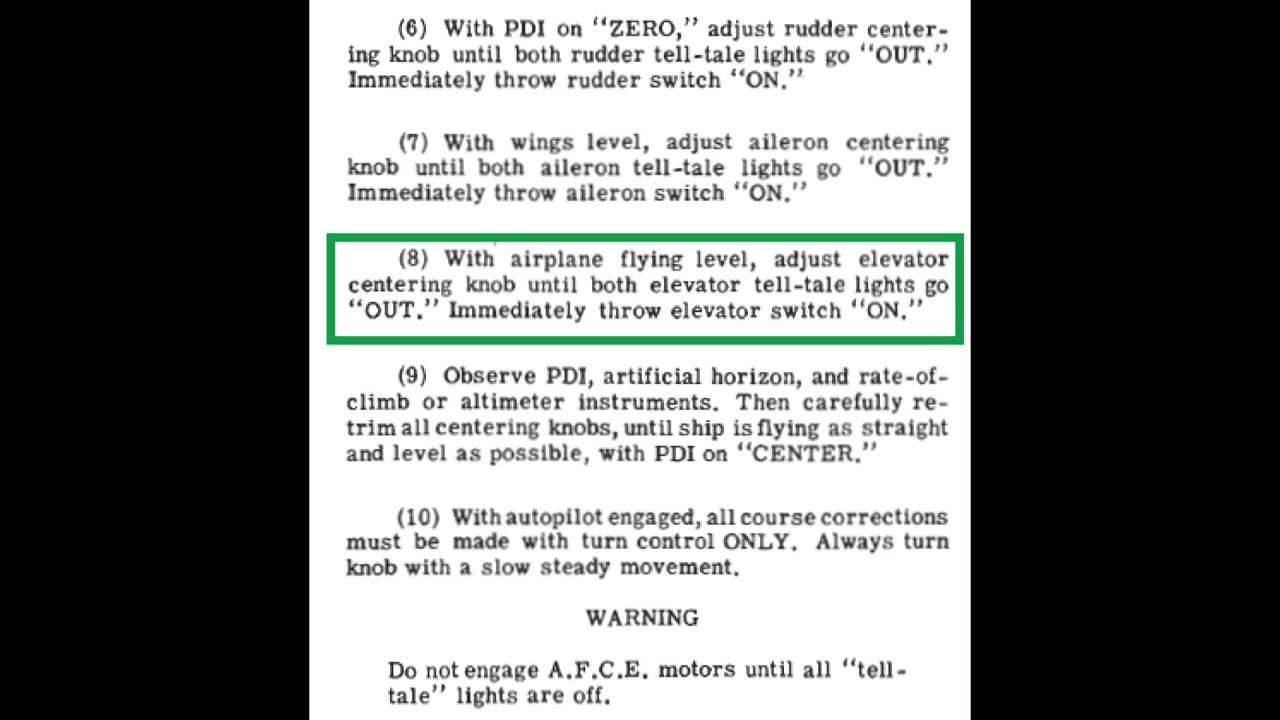 (6) With PDI on "ZERO," adjust rudder center-
ing knob until both rudder tell-tale lights go "OUT."
Immediately throw rudder switch "ON."
(7) With wings level, adjust aileron centering
knob until both aileron tell-tale lights go "OUT."
Immediately throw aileron switch "ON."
(8) With airplane flying level, adjust elevator
centering knob until both elevator tell-tale lights go
"OUT." Immediately throw elevator switch "ON."
(9) Observe PDI, artificial horizon, and rate-of-
climb or altimeter instruments. Then carefully re-
trim all centering knobs, until ship is flying as straight
and level as possible, with PDI on "CENTER."
(10) With autopilot engaged, all course corrections
must be made with turn control ONLY. Always turn
knob with a slow steady movement.
WARNING
Do not engage A.F.C.E. motors until all "tell-
tale" lights are off.